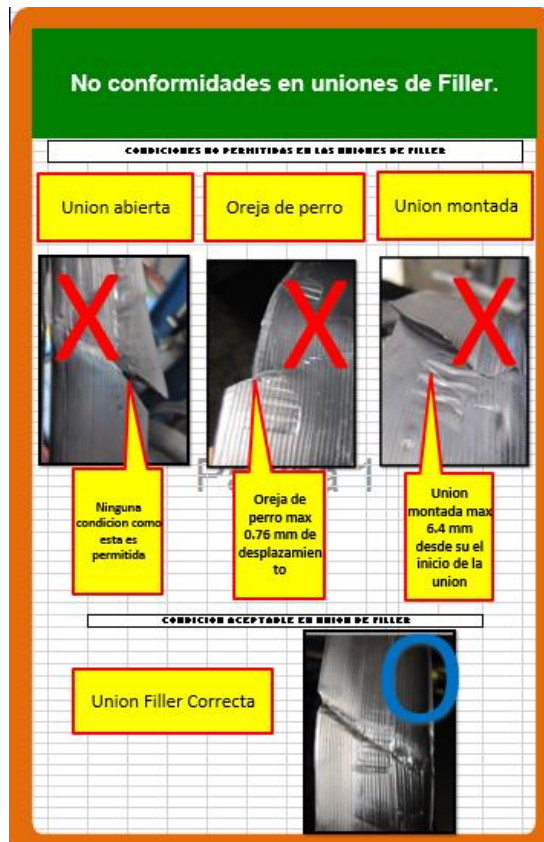 No conformidades en uniones de Filler.
CONDICIONES NO PERMITIDAS EN LAS UNIONES DE FILLER
Union abierta
Oreja de perro
Union montada
X
X
X
Ninguna
condicion como
esta es
permitida
Oreja de
perro max
0.76 mm de
desplazamien
to
Union
montada max
6.4 mm
desde su el
inicio de la
union
CONDICION ACEPTABLE EN UNION DE FILLER
Union Filler Correcta
O